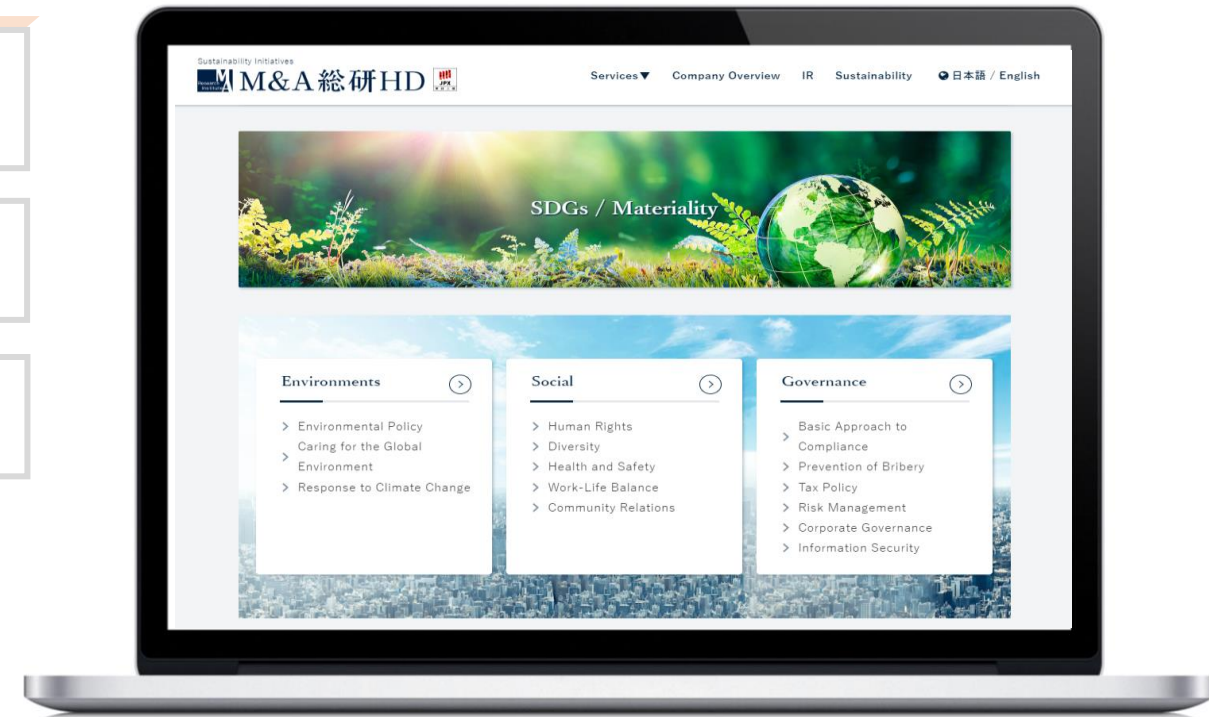 Sustainability Initiatives
M&A総研HD
JPX
Services▼ Company Overview IR Sustainability 日本語 / English
SDGs / Materiality
Environments
Environmental Policy
Caring for the Global
Environment
Response to Climate Change
Social
Human Rights
Diversity
Health and Safety
Work-Life Balance
Community Relations
Governance
Basic Approach to
Compliance
Prevention of Bribery
Tax Policy
Risk Management
Corporate Governance
Information Security